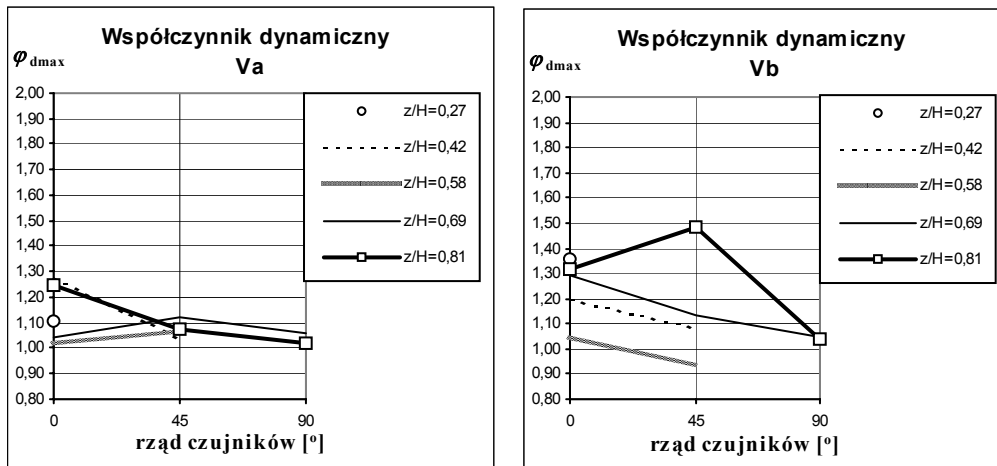 Współczynnik dynamiczny
Va
φdmax
2,00
1,90
1,80
1,70
1,60
1,50
1,40
1,30
1,20
1,10
1,00
0,90
0,80
0
45
90
rząd czujników [º]
z/H=0,27
z/H=0,42
z/H=0,58
z/H=0,69
z/H=0,81
Współczynnik dynamiczny
Vb
φdmax
2,00
1,90
1,80
1,70
1,60
1,50
1,40
1,30
1,20
1,10
1,00
0,90
0,80
0
45
90
rząd czujników [º]
z/H=0,27
z/H=0,42
z/H=0,58
z/H=0,69
z/H=0,81